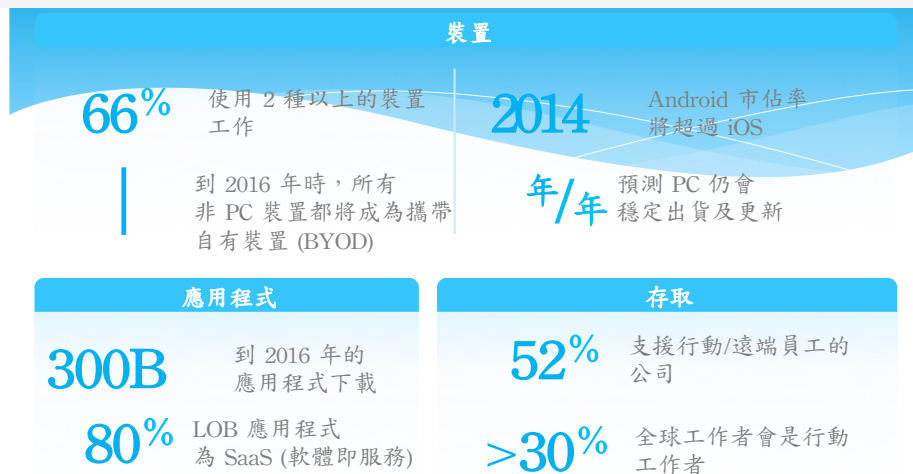 裝置
66%
使用 2 種以上的裝置
工作
2014
Android 市佔率
將超過 iOS
到 2016 年時，所有
非 PC 裝置都將成為攜帶
自有裝置 (BYOD)
年/年
預測 PC 仍會
穩定出貨及更新
應用程式
300B
到 2016 年的
應用程式下載
80%
LOB 應用程式
為 SaaS (軟體即服務)
存取
52%
支援行動/遠端員工的
公司
>30%
全球工作者會是行動
工作者